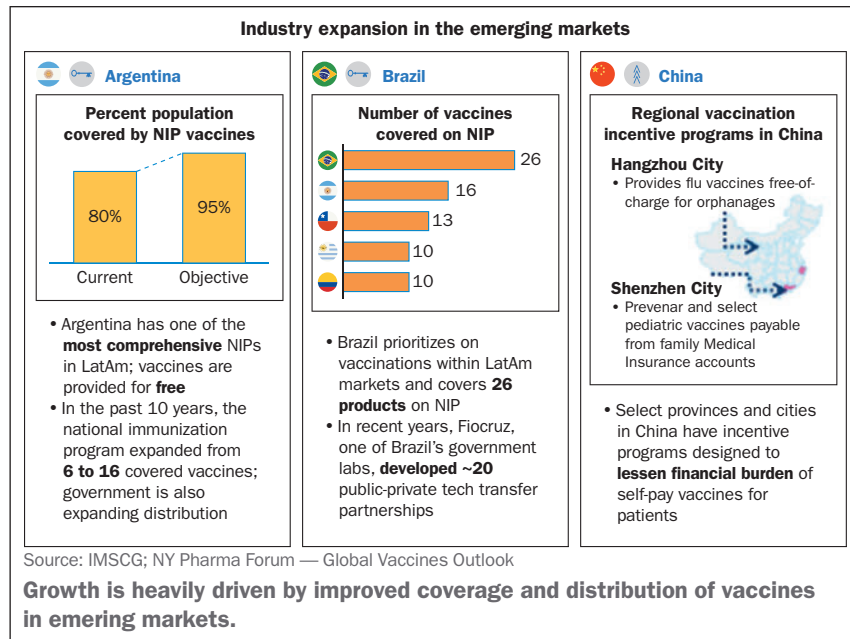 Industry expansion in the emerging markets
Argentina
Percent population
covered by NIP vaccines
80%
95%
Current
Objective
• Argentina has one of the
most comprehensive NIPs
in LatAm; vaccines are
provided for free
• In the past 10 years, the
national immunization
program expanded from
6 to 16 covered vaccines;
government is also
expanding distribution
Brazil
Number of vaccines
covered on NIP
26
16
13
10
10
• Brazil prioritizes on
vaccinations within LatAm
markets and covers 26
products on NIP
• In recent years, Fiocruz,
one of Brazil’s government
labs, developed ~20
public-private tech transfer
partnerships
China
Regional vaccination
incentive programs in China
Hangzhou City
• Provides flu vaccines free-of-
charge for orphanages
Shenzhen City
• Prevenar and select
pediatric vaccines payable
from family Medical
Insurance accounts
• Select provinces and cities
in China have incentive
programs designed to
lessen financial burden of
self-pay vaccines for
patients
Source: IMSCG; NY Pharma Forum — Global Vaccines Outlook
Growth is heavily driven by improved coverage and distribution of vaccines
in emering markets.